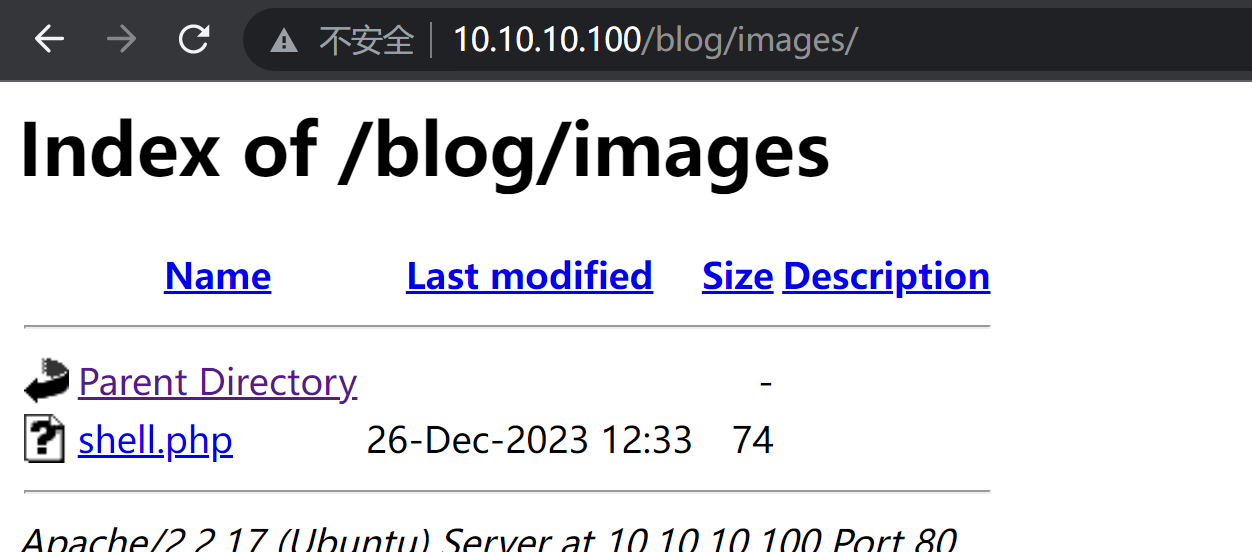 不安全 10.10.10.100/blog/images/
Index of /blog/images
Name Last modified Size Description
Parent Directory -
shell.php 26-Dec-2023 12:33 74
Apache/2.2.17 (Ubuntu) Server at 10.10.10.100 Port 80